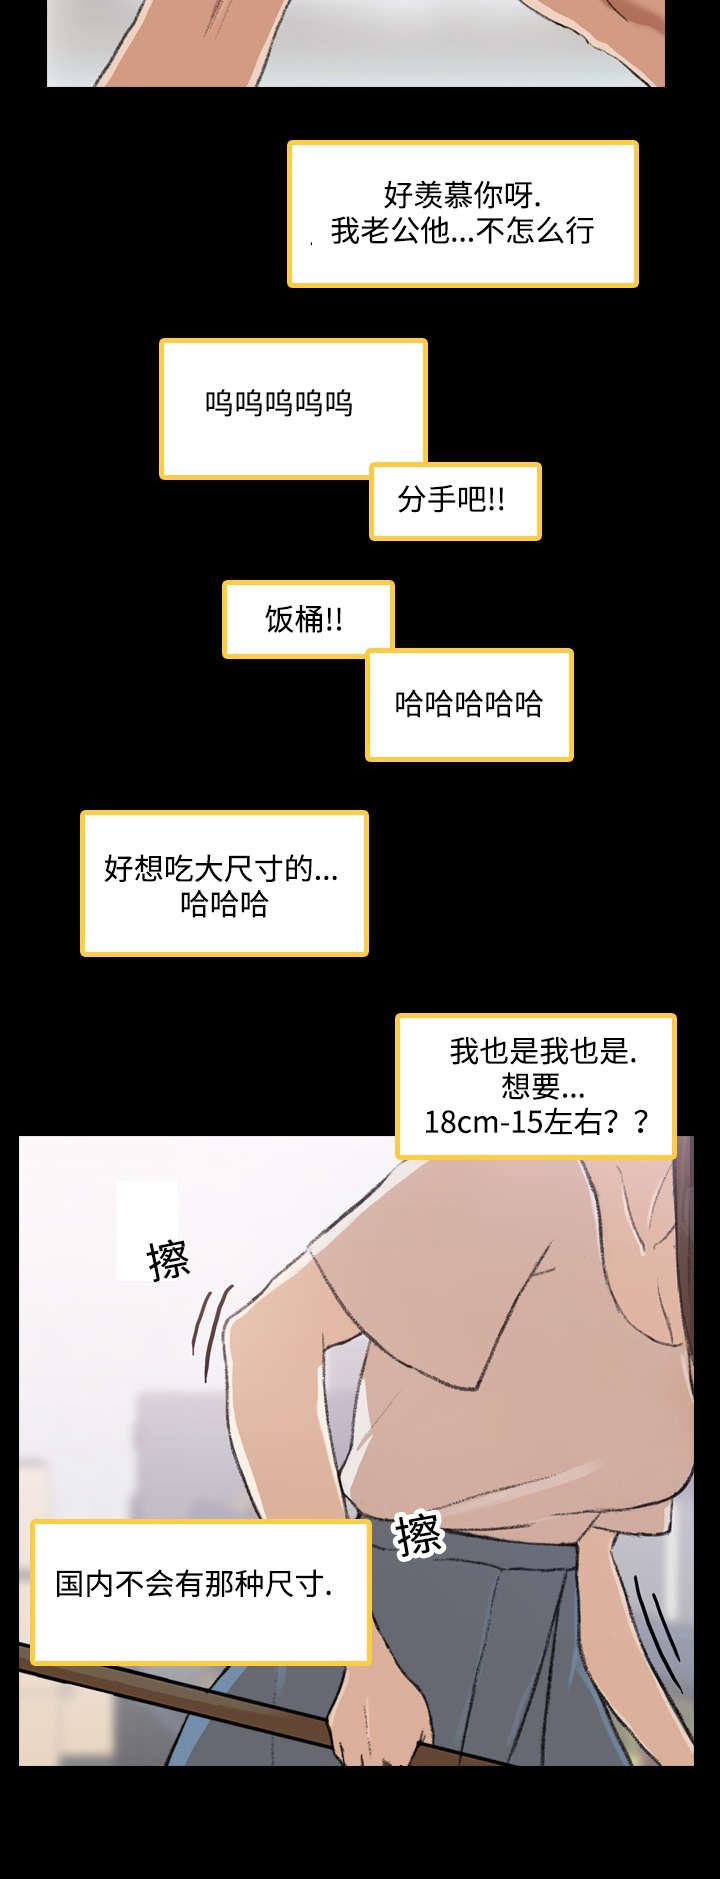 好羡慕你呀.
我老公他...不怎么行
呜呜呜呜呜
分手吧!!
饭桶!!
哈哈哈哈哈
好想吃大尺寸的...
哈哈哈
我也是我也是.
想要...
18cm-15左右？？
擦
擦
国内不会有那种尺寸.